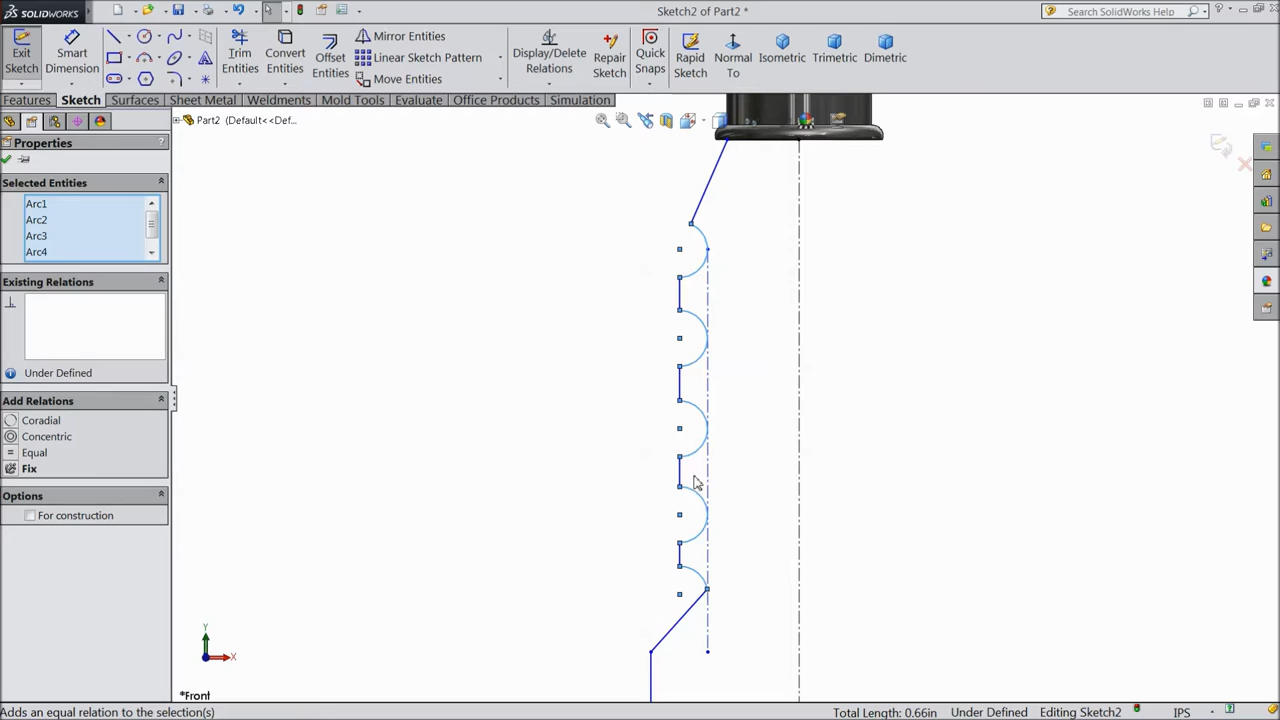 SOLIDWORKS
Sketch2 of Part2 *
Search SolidWorks Help
Exit Sketch
Smart Dimension
Trim Entities
Convert Entities
Offset Entities
Mirror Entities
Linear Sketch Pattern
Move Entities
Display/Delete Relations
Repair Sketch
Quick Snaps
Rapid Sketch
Normal To
Isometric
Trimetric
Dimetric
Features
Sketch
Surfaces
Sheet Metal
Weldments
Mold Tools
Evaluate
Office Products
Simulation
Part2 (Default<<Def...
Properties
Selected Entities
Arc1
Arc2
Arc3
Arc4
Existing Relations
Under Defined
Add Relations
Coradial
Concentric
Equal
Fix
Options
For construction
Y
X
*Front
Adds an equal relation to the selection(s)
Total Length: 0.66in
Under Defined
Editing Sketch2
IPS